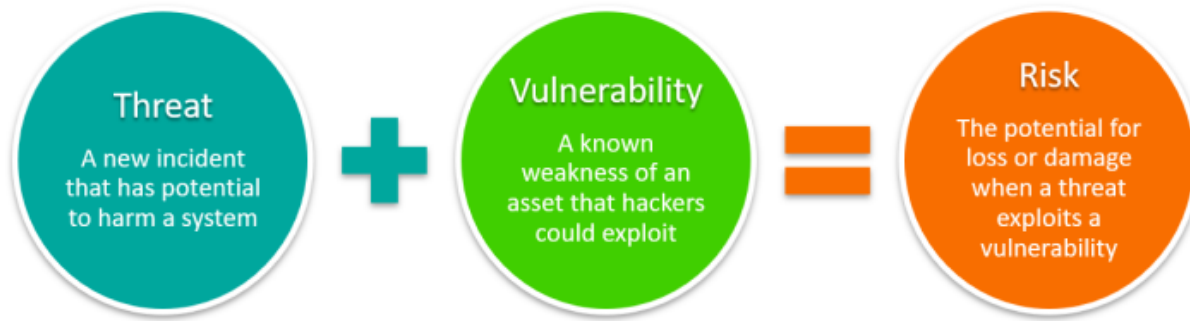 Threat
A new incident
that has potential
to harm a system
Vulnerability
A known
weakness of an
asset that hackers
could exploit
Risk
The potential for
loss or damage
when a threat
exploits a
vulnerability